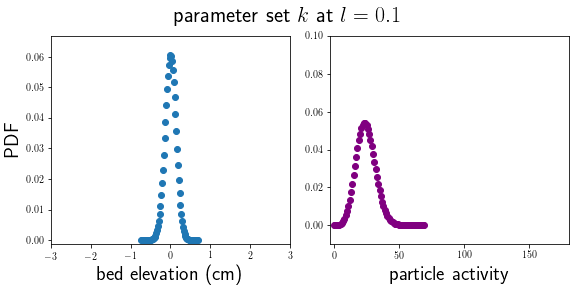 parameter set k at l = 0.1
PDF
0.06
0.05
0.04
0.03
0.02
0.01
0.00
−3 −2 −1 0 1 2 3
bed elevation (cm)
0.10
0.08
0.06
0.04
0.02
0.00
0 50 100 150
particle activity